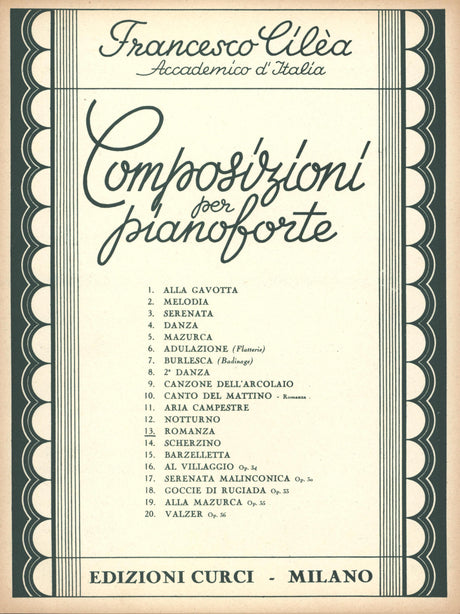 Francesco Cilèa
Accademico d'Italia
Composizioni
per
pianoforte
1. ALLA GAVOTTA
2. MELODIA
3. SERENATA
4. DANZA
5. MAZURCA
6. ADULAZIONE (Flatterie)
7. BURLESCA (Badinage)
8. 2ª DANZA
9. CANZONE DELL'ARCOLAIO
10. CANTO DEL MATTINO - Romanza
11. ARIA CAMPESTRE
12. NOTTURNO
13. ROMANZA
14. SCHERZINO
15. BARZELLETTA
16. AL VILLAGGIO Op. 34
17. SERENATA MALINCONICA Op. 30
18. GOCCIE DI RUGIADA Op. 33
19. ALLA MAZURCA Op. 35
20. VALZER Op. 36
EDIZIONI CURCI - MILANO